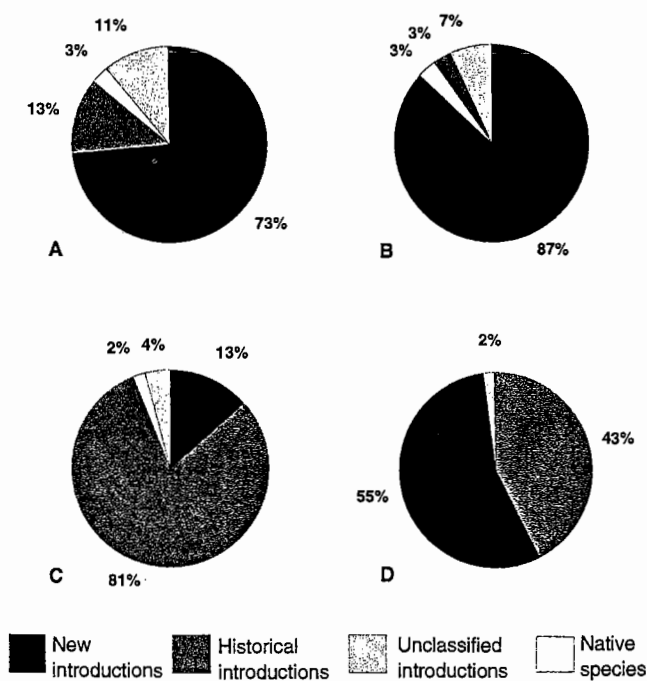 11%
3%
13%
73%
A
7%
3%
3%
87%
B
2% 4%
13%
81%
C
2%
43%
55%
D
New introductions
Historical introductions
Unclassified introductions
Native species